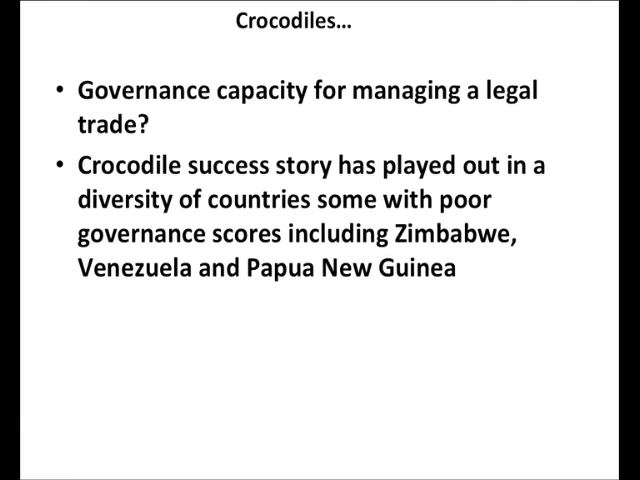 Crocodiles...
• Governance capacity for managing a legal
trade?
• Crocodile success story has played out in a
diversity of countries some with poor
governance scores including Zimbabwe,
Venezuela and Papua New Guinea